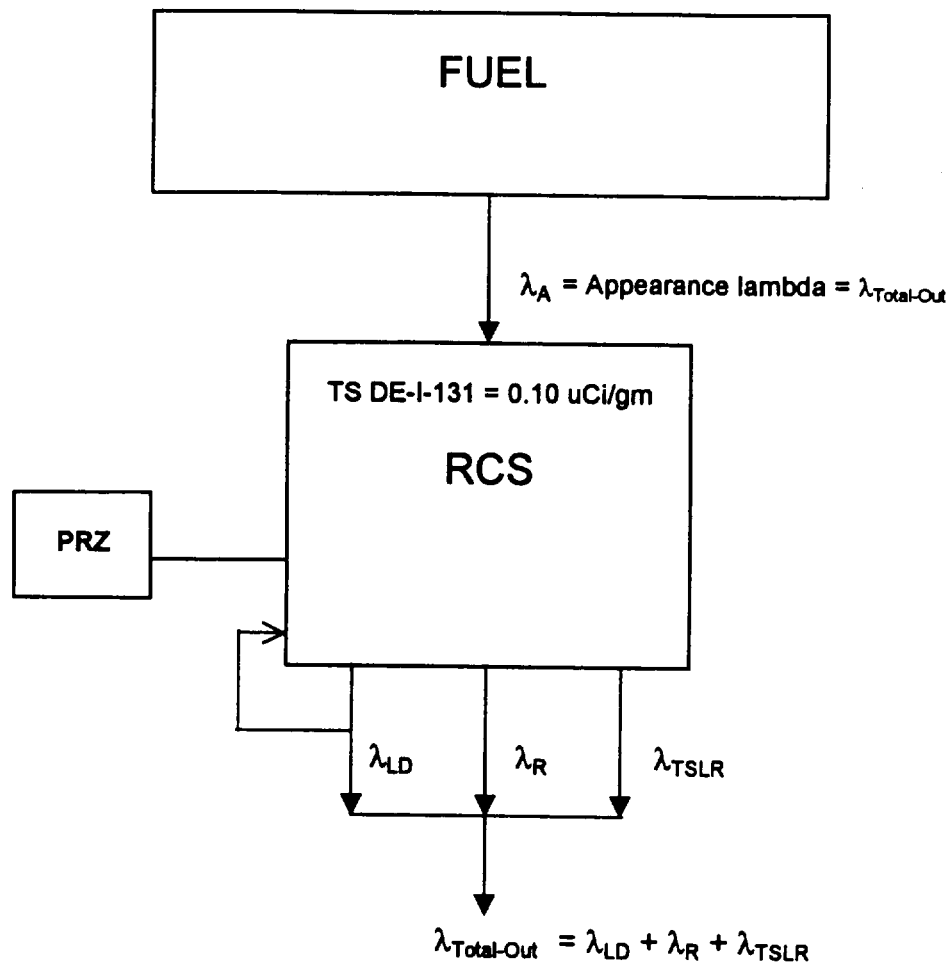 FUEL
λA = Appearance lambda = λTotal-Out
TS DE-I-131 = 0.10 uCi/gm
RCS
PRZ
λLD
λR
λTSLR
λTotal-Out = λLD + λR + λTSLR